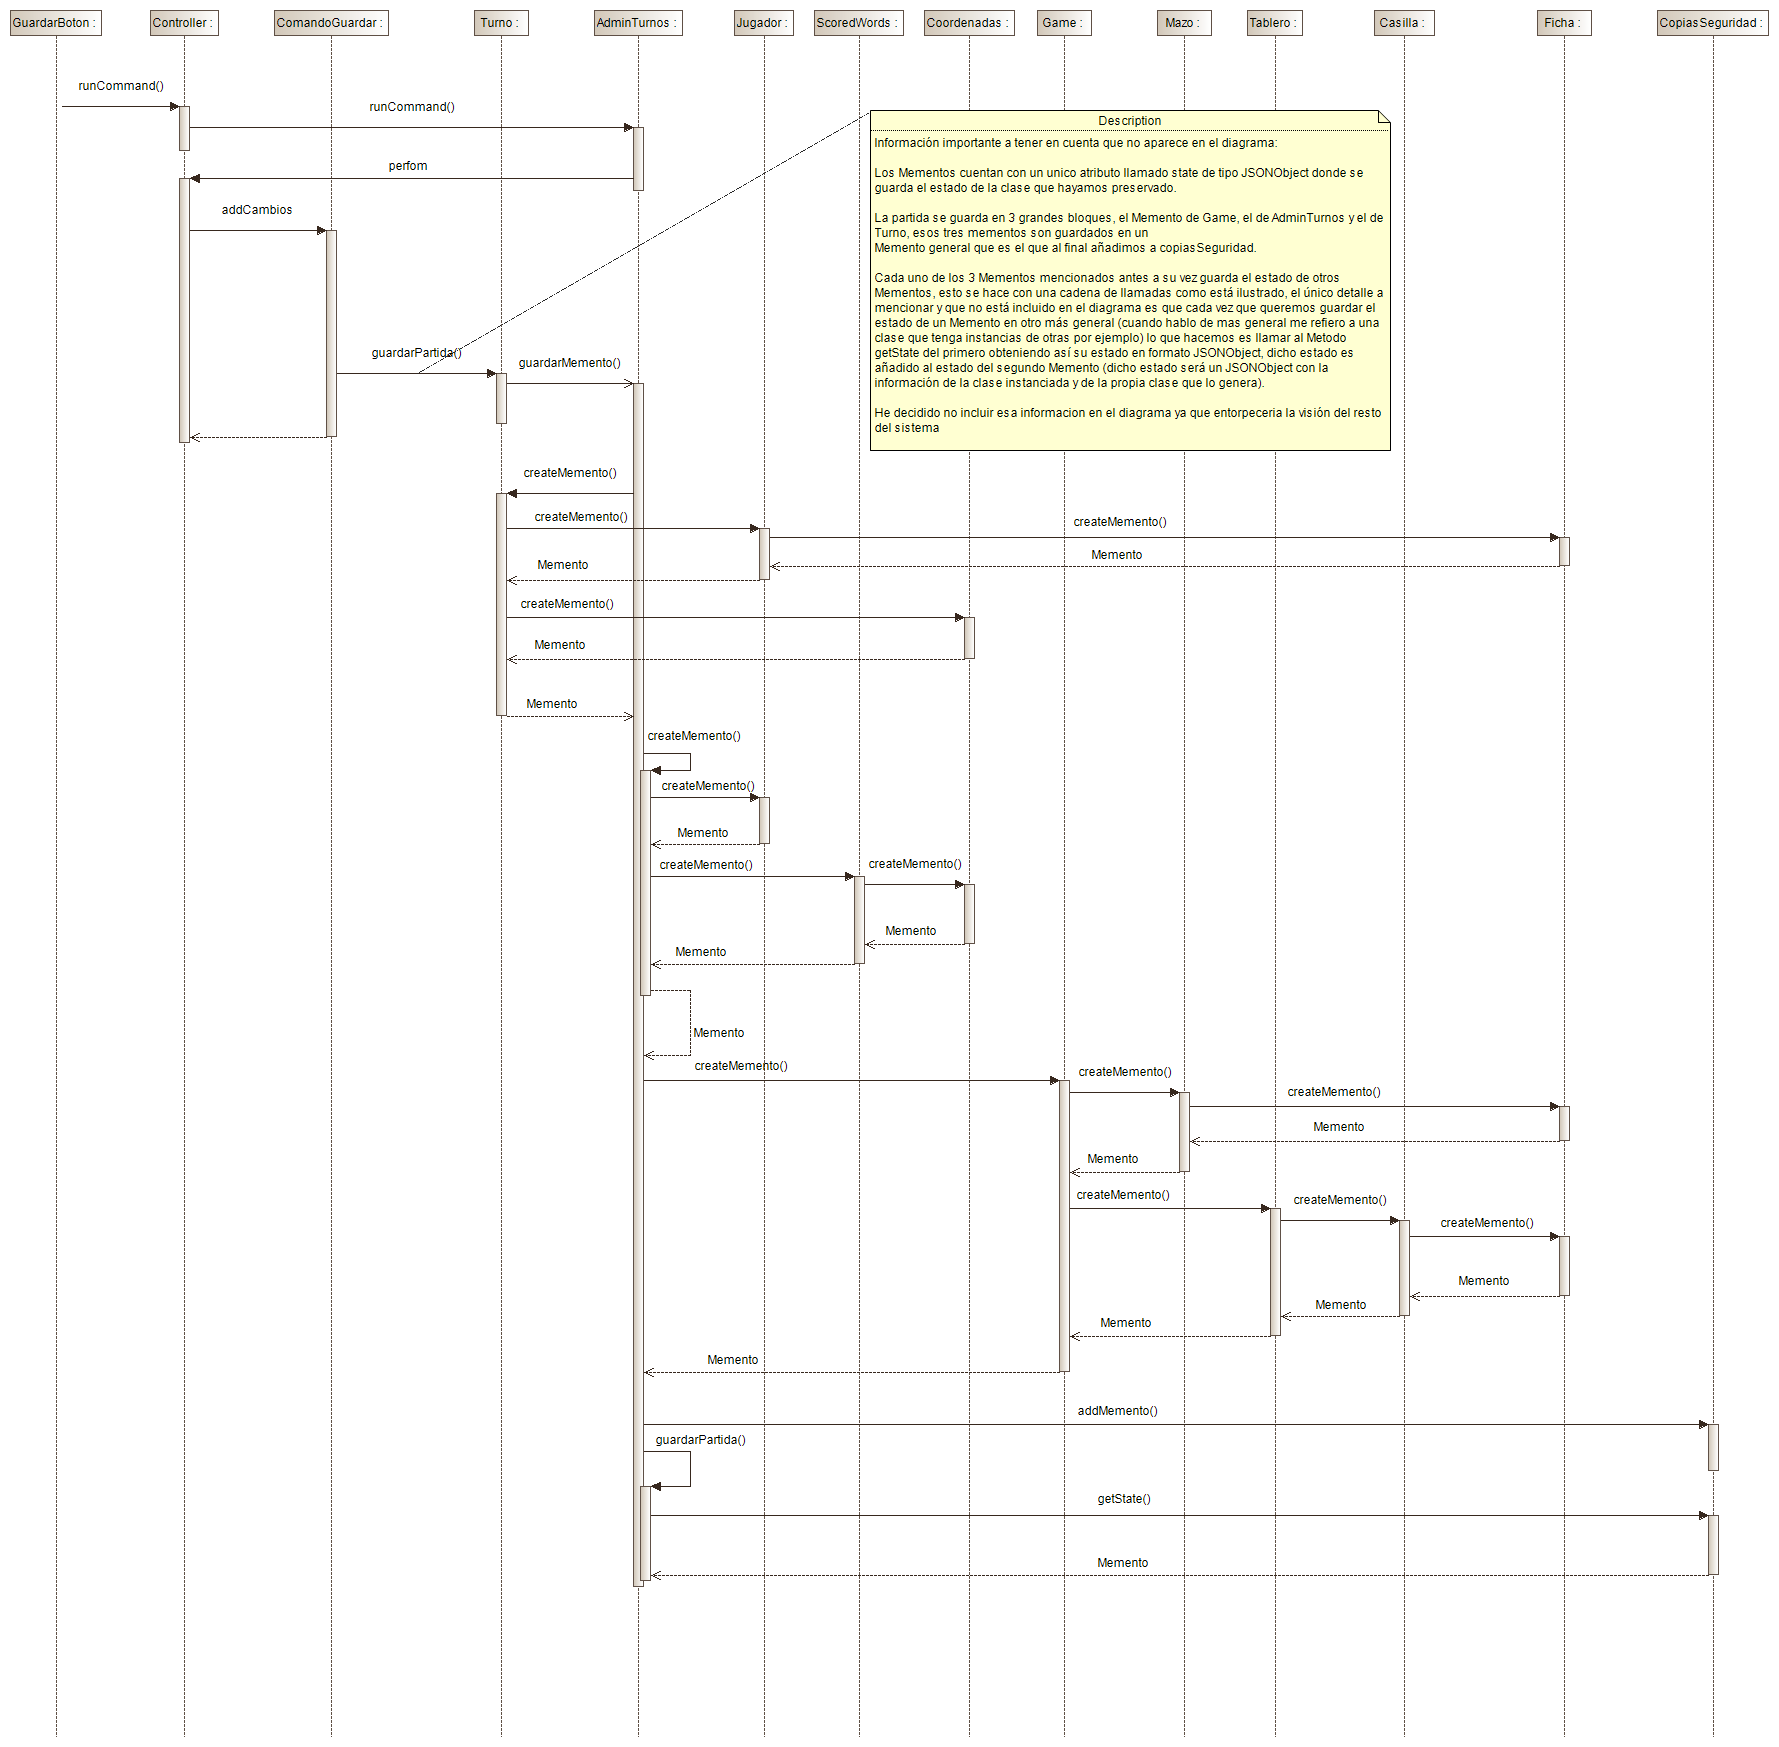 GuardarBoton :
Controller :
ComandoGuardar :
Turno :
AdminTurnos :
Jugador :
ScoredWords :
Coordenadas :
Game :
Mazo :
Tablero :
Casilla :
Ficha :
CopiasSeguridad :
runCommand()
runCommand()
Description
Información importante a tener en cuenta que no aparece en el diagrama:
Los Mementos cuentan con un unico atributo llamado state de tipo JSONObject donde se
guarda el estado de la clase que hayamos preservado.
La partida se guarda en 3 grandes bloques, el Memento de Game, el de AdminTurnos y el de
Turno, esos tres mementos son guardados en un
Memento general que es el que al final añadimos a copiasSeguridad.
Cada uno de los 3 Mementos mencionados antes a su vez guarda el estado de otros
Mementos, esto se hace con una cadena de llamadas como está ilustrado, el único detalle a
mencionar y que no está incluido en el diagrama es que cada vez que queremos guardar el
estado de un Memento en otro más general (cuando hablo de mas general me refiero a una
clase que tenga instancias de otras por ejemplo) lo que hacemos es llamar al Metodo
getState del primero obteniendo así su estado en formato JSONObject, dicho estado es
añadido al estado del segundo Memento (dicho estado será un JSONObject con la
información de la clase instanciada y de la propia clase que lo genera).
He decidido no incluir esa informacion en el diagrama ya que entorpeceria la visión del resto
del sistema
perfom
addCambios
guardarPartida()
guardarMemento()
createMemento()
createMemento()
createMemento()
Memento
Memento
createMemento()
Memento
Memento
createMemento()
createMemento()
Memento
createMemento()
createMemento()
Memento
Memento
Memento
createMemento()
createMemento()
createMemento()
Memento
Memento
createMemento()
createMemento()
createMemento()
Memento
Memento
Memento
Memento
addMemento()
guardarPartida()
getState()
Memento